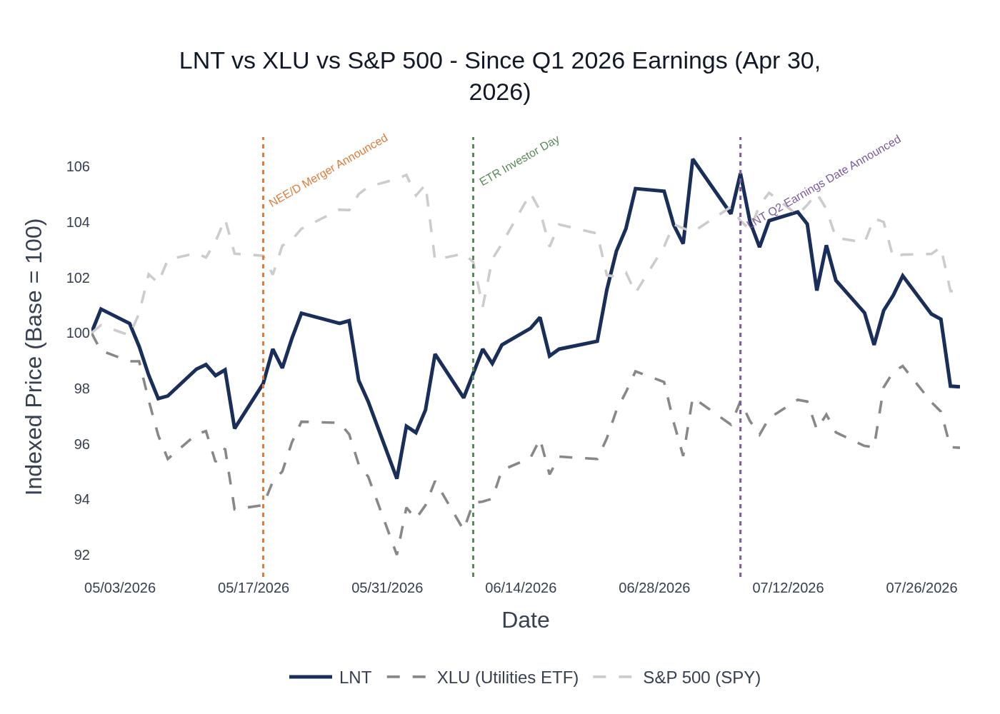 LNT vs XLU vs S&P 500 - Since Q1 2026 Earnings (Apr 30,
2026)
NEE/D Merger Announced
ETR Investor Day
LNT Q2 Earnings Date Announced
Indexed Price (Base = 100)
106
104
102
100
98
96
94
92
05/03/2026
05/17/2026
05/31/2026
06/14/2026
06/28/2026
07/12/2026
07/26/2026
Date
LNT
XLU (Utilities ETF)
S&P 500 (SPY)